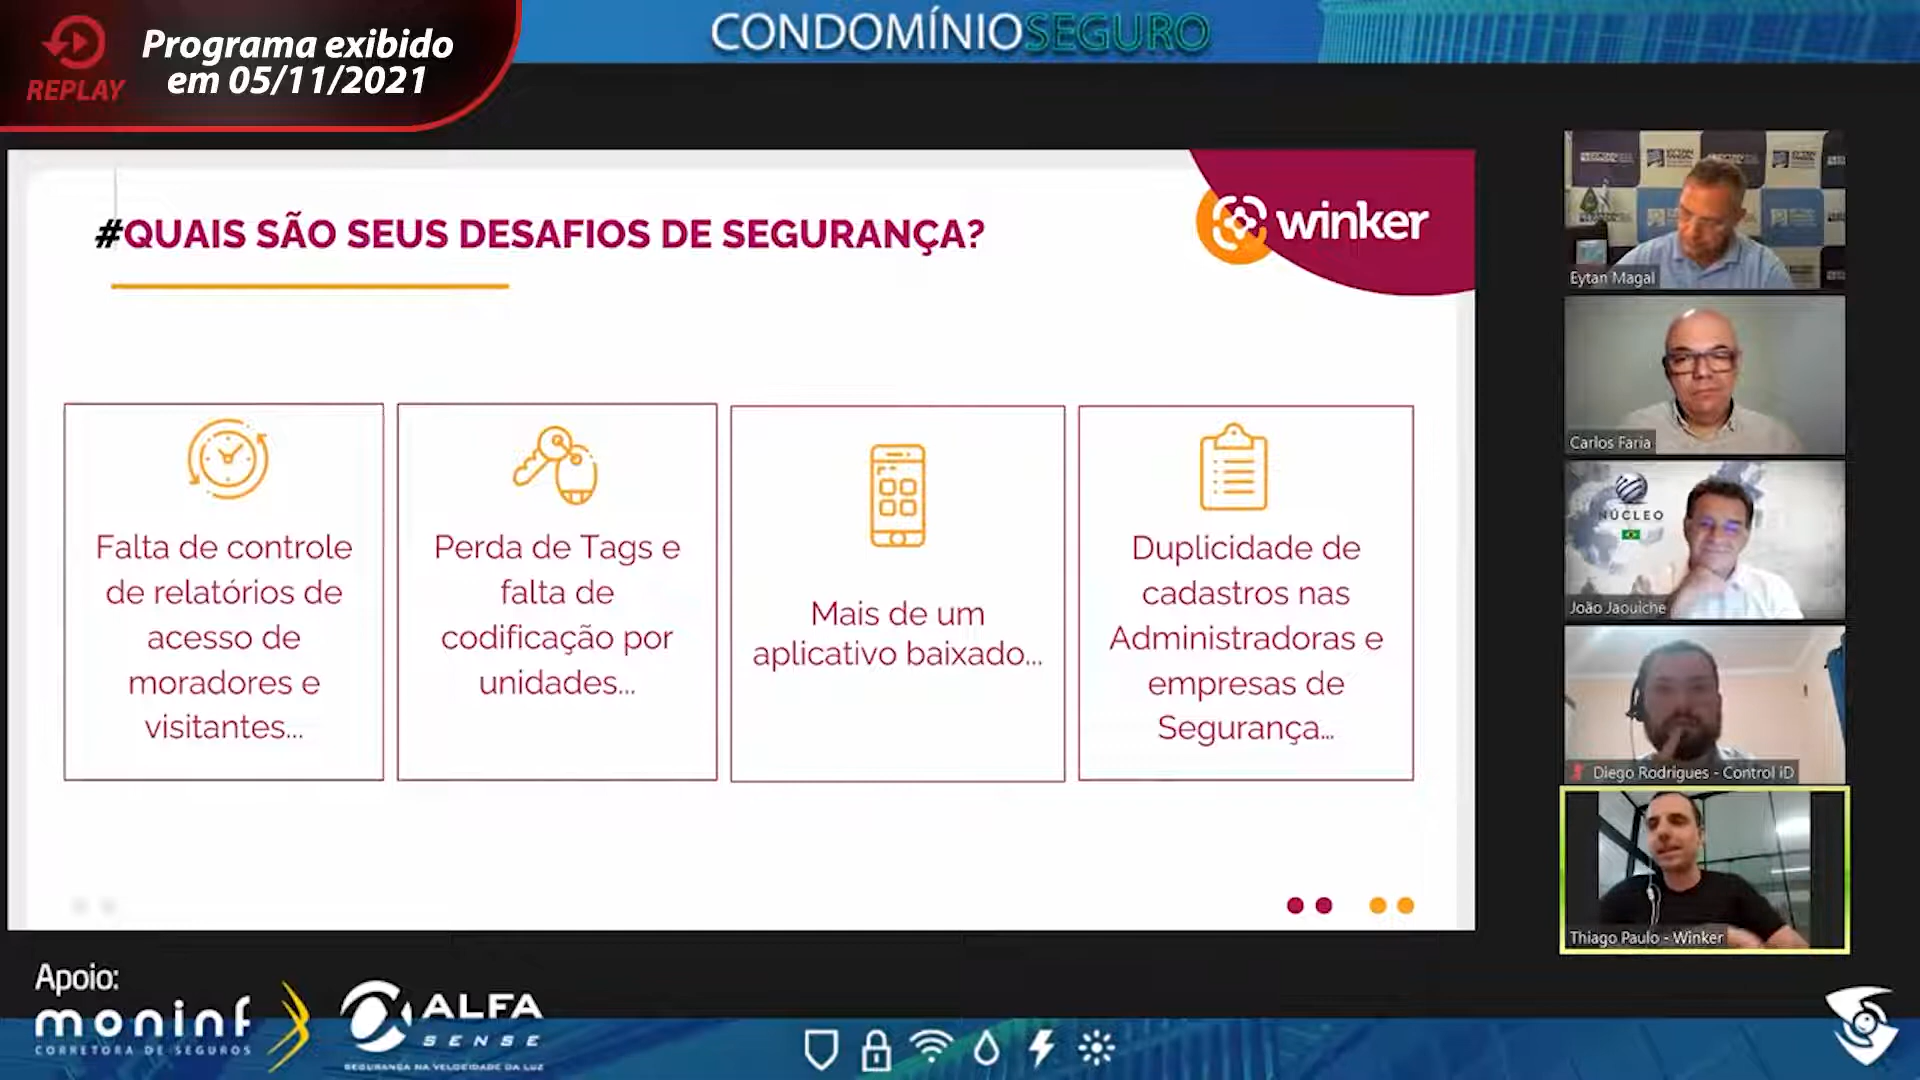 REPLAY
Programa exibido
em 05/11/2021
CONDOMÍNIOSEGURO
#QUAIS SÃO SEUS DESAFIOS DE SEGURANÇA?
winker
Falta de controle
de relatórios de
acesso de
moradores e
visitantes...
Perda de Tags e
falta de
codificação por
unidades...
Mais de um
aplicativo baixado...
Duplicidade de
cadastros nas
Administradoras e
empresas de
Segurança...
Eytan Magal
Carlos Faria
NÚCLEO
João Jaouiche
Diego Rodrigues - Control iD
Thiago Paulo - Winker
Apoio:
moninf
CORRETORA DE SEGUROS
ALFA
SENSE
SEGURANÇA NA VELOCIDADE DA LUZ